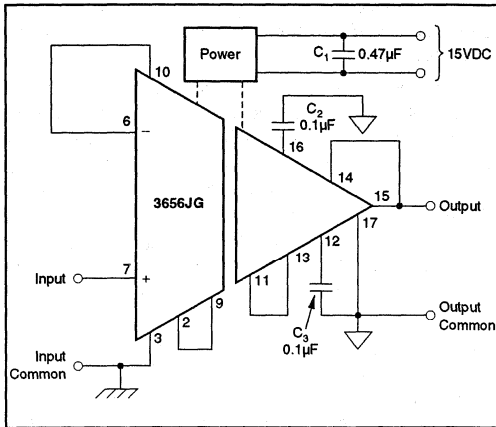 Power
C1 0.47µF
15VDC
10
C2
0.1µF
6
−
16
14
3656JG
15
Output
17
7
+
Input
12
13
11
9
2
3
C3
0.1µF
Input
Common
Output
Common